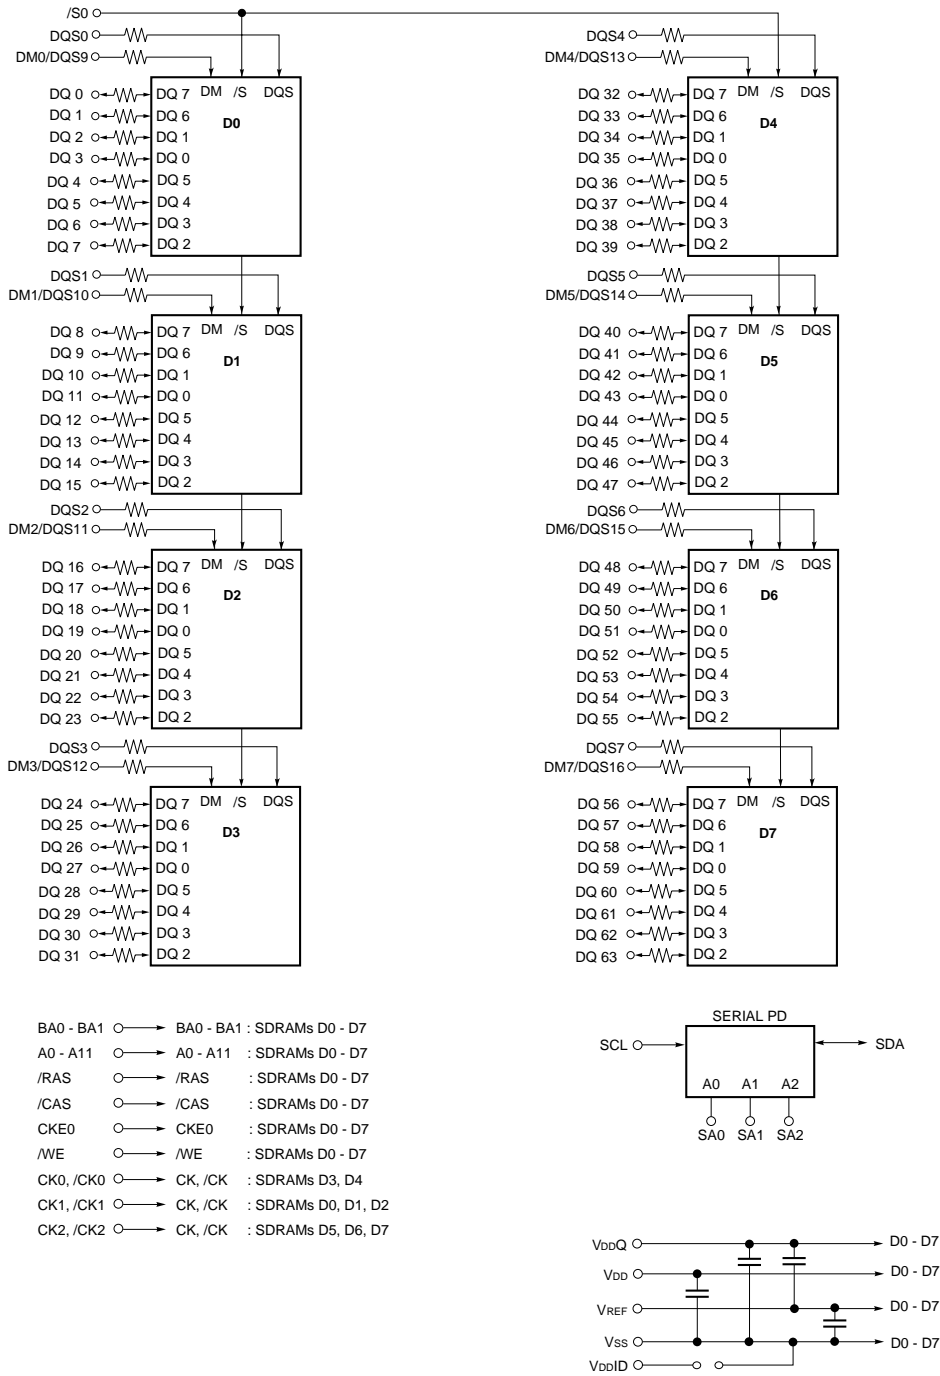 /S0
DQS0
DM0/DQS9
DM /S DQS
D0
DQ 0 DQ 7
DQ 1 DQ 6
DQ 2 DQ 1
DQ 3 DQ 0
DQ 4 DQ 5
DQ 5 DQ 4
DQ 6 DQ 3
DQ 7 DQ 2
DQS1
DM1/DQS10
DM /S DQS
D1
DQ 8 DQ 7
DQ 9 DQ 6
DQ 10 DQ 1
DQ 11 DQ 0
DQ 12 DQ 5
DQ 13 DQ 4
DQ 14 DQ 3
DQ 15 DQ 2
DQS2
DM2/DQS11
DM /S DQS
D2
DQ 16 DQ 7
DQ 17 DQ 6
DQ 18 DQ 1
DQ 19 DQ 0
DQ 20 DQ 5
DQ 21 DQ 4
DQ 22 DQ 3
DQ 23 DQ 2
DQS3
DM3/DQS12
DM /S DQS
D3
DQ 24 DQ 7
DQ 25 DQ 6
DQ 26 DQ 1
DQ 27 DQ 0
DQ 28 DQ 5
DQ 29 DQ 4
DQ 30 DQ 3
DQ 31 DQ 2
DQS4
DM4/DQS13
DM /S DQS
D4
DQ 32 DQ 7
DQ 33 DQ 6
DQ 34 DQ 1
DQ 35 DQ 0
DQ 36 DQ 5
DQ 37 DQ 4
DQ 38 DQ 3
DQ 39 DQ 2
DQS5
DM5/DQS14
DM /S DQS
D5
DQ 40 DQ 7
DQ 41 DQ 6
DQ 42 DQ 1
DQ 43 DQ 0
DQ 44 DQ 5
DQ 45 DQ 4
DQ 46 DQ 3
DQ 47 DQ 2
DQS6
DM6/DQS15
DM /S DQS
D6
DQ 48 DQ 7
DQ 49 DQ 6
DQ 50 DQ 1
DQ 51 DQ 0
DQ 52 DQ 5
DQ 53 DQ 4
DQ 54 DQ 3
DQ 55 DQ 2
DQS7
DM7/DQS16
DM /S DQS
D7
DQ 56 DQ 7
DQ 57 DQ 6
DQ 58 DQ 1
DQ 59 DQ 0
DQ 60 DQ 5
DQ 61 DQ 4
DQ 62 DQ 3
DQ 63 DQ 2
BA0 - BA1 BA0 - BA1 : SDRAMs D0 - D7
A0 - A11 A0 - A11 : SDRAMs D0 - D7
/RAS /RAS : SDRAMs D0 - D7
/CAS /CAS : SDRAMs D0 - D7
CKE0 CKE0 : SDRAMs D0 - D7
/WE /WE : SDRAMs D0 - D7
CK0, /CK0 CK, /CK : SDRAMs D3, D4
CK1, /CK1 CK, /CK : SDRAMs D0, D1, D2
CK2, /CK2 CK, /CK : SDRAMs D5, D6, D7
SERIAL PD
SCL SDA
A0 A1 A2
SA0 SA1 SA2
VDDQ D0 - D7
VDD D0 - D7
VREF D0 - D7
VSS D0 - D7
VDDID